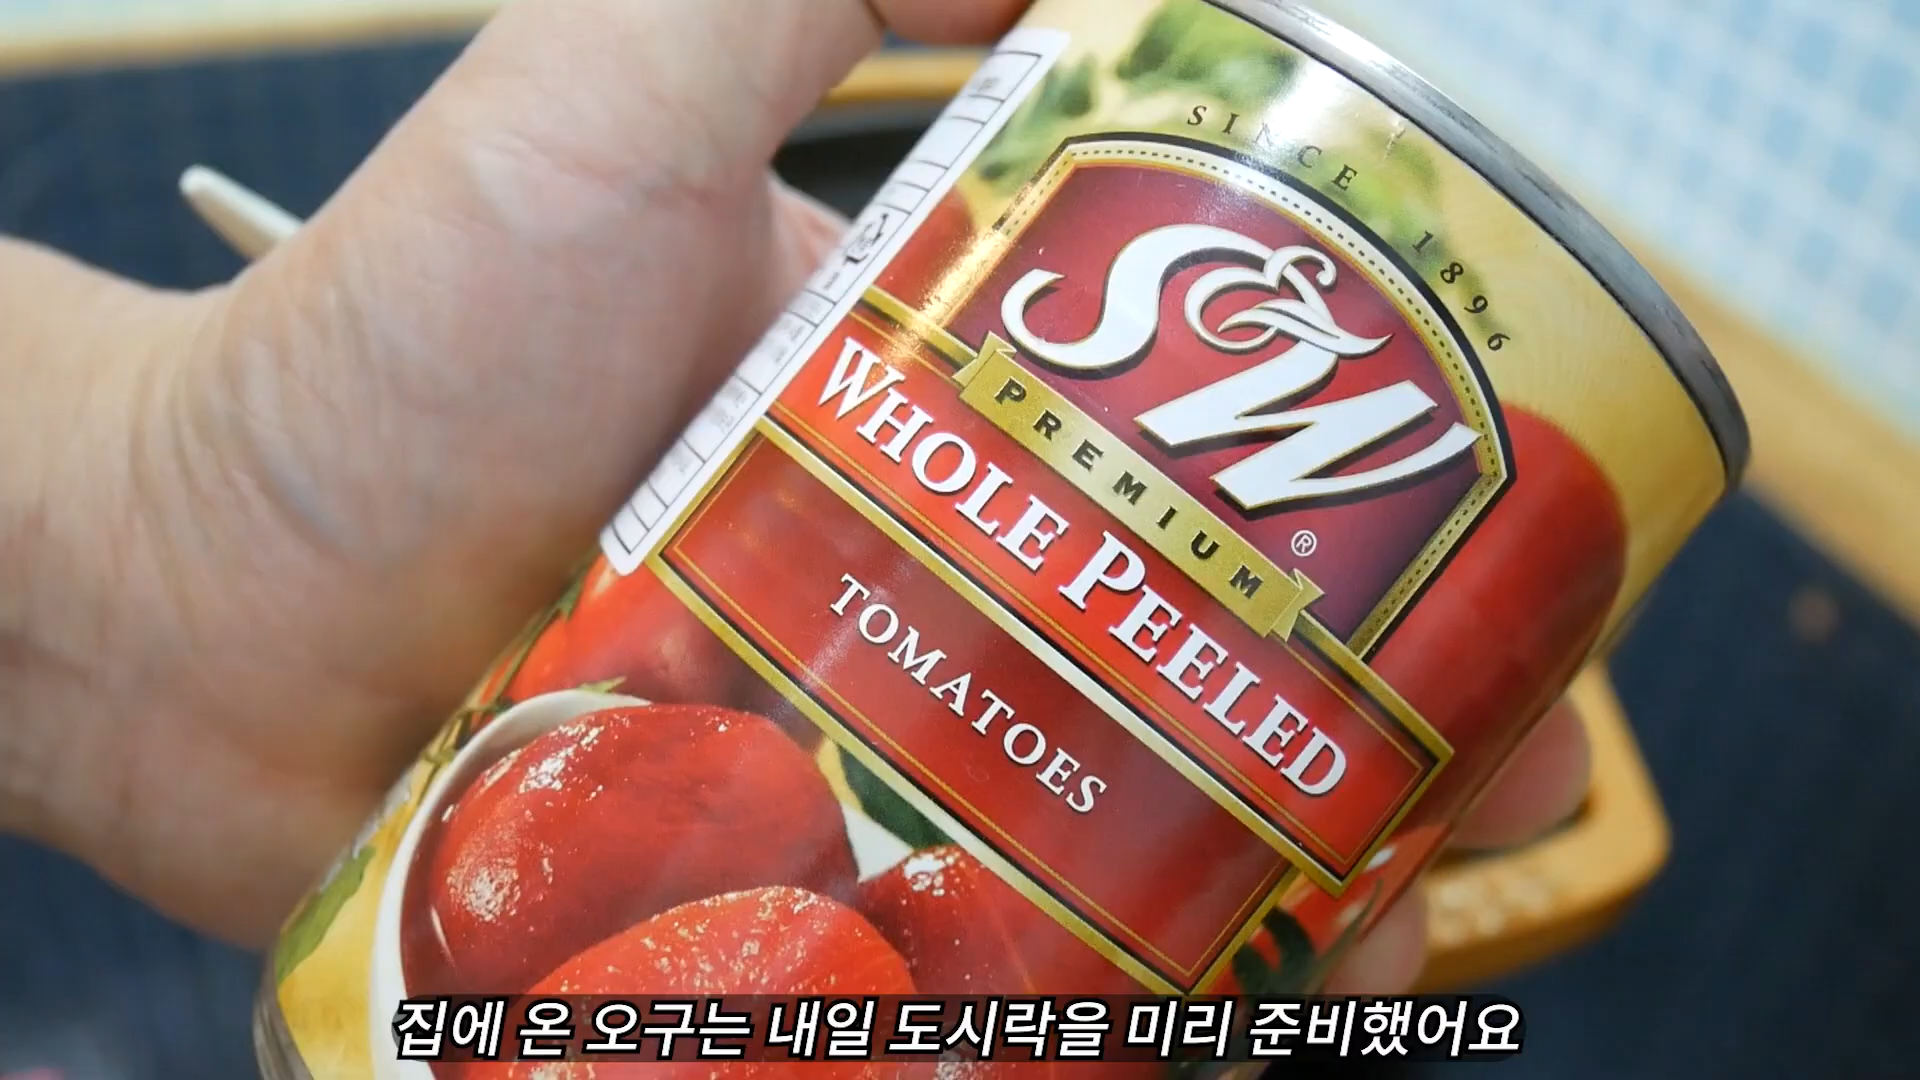 SINCE 1896
S&W
®
PREMIUM
WHOLE PEELED
TOMATOES
집에 온 오구는 내일 도시락을 미리 준비했어요